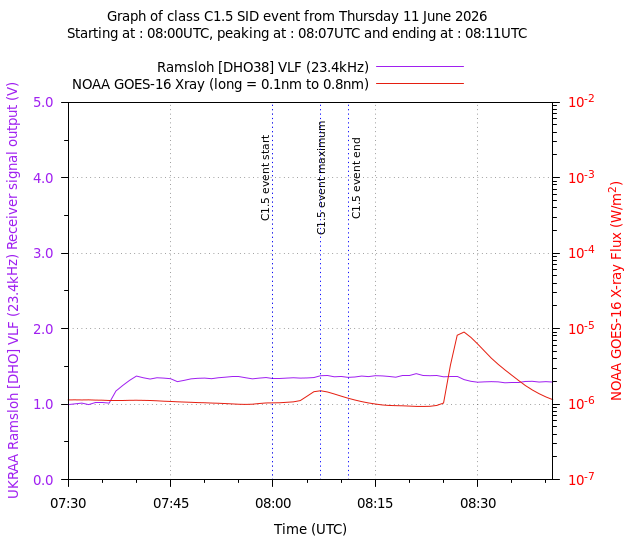 Graph of class C1.5 SID event from Thursday 11 June 2026
Starting at : 08:00UTC, peaking at : 08:07UTC and ending at : 08:11UTC
Ramsloh [DHO38] VLF (23.4kHz)
NOAA GOES-16 Xray (long = 0.1nm to 0.8nm)
UKRAA Ramsloh [DHO] VLF (23.4kHz) Receiver signal output (V)
5.0
4.0
3.0
2.0
1.0
0.0
C1.5 event start
C1.5 event maximum
C1.5 event end
10-2
10-3
10-4
10-5
10-6
10-7
NOAA GOES-16 X-ray Flux (W/m2)
07:30
07:45
08:00
08:15
08:30
Time (UTC)